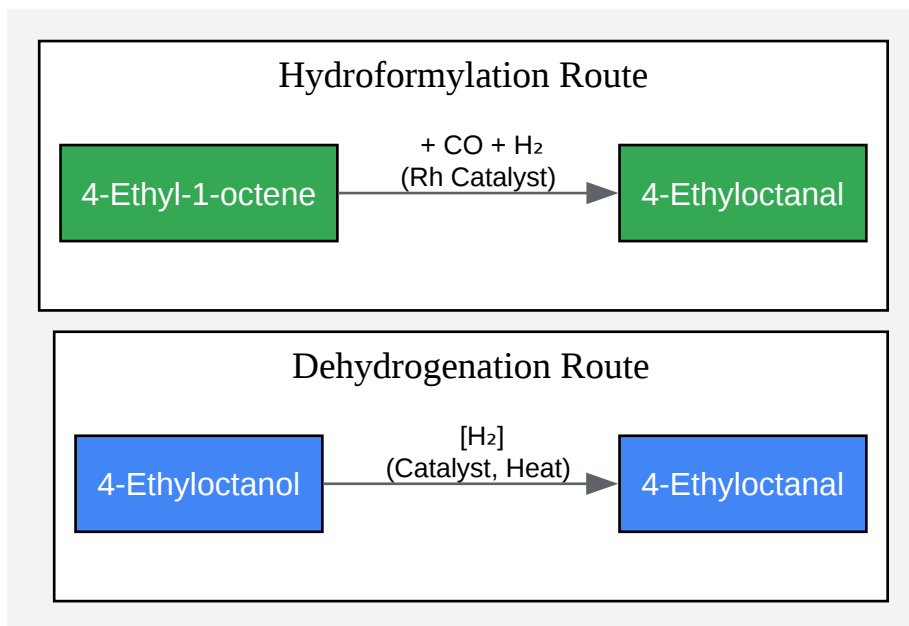 Hydroformylation Route
+ CO + H₂
(Rh Catalyst)
4-Ethyl-1-octene
4-Ethyloctanal
Dehydrogenation Route
[H₂]
(Catalyst, Heat)
4-Ethyloctanol
4-Ethyloctanal